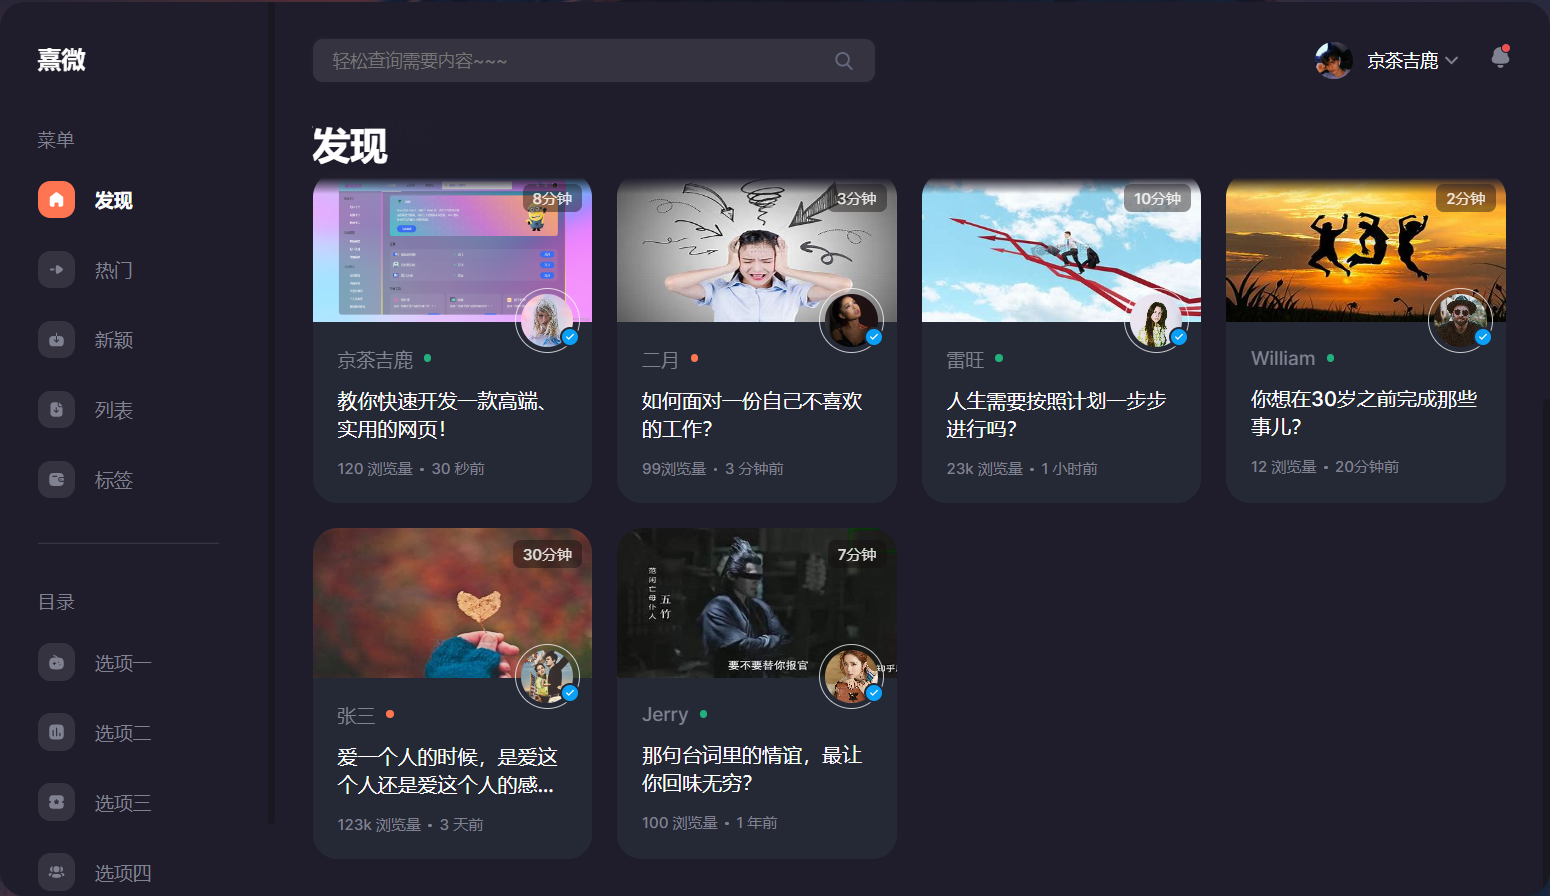 熹微
轻松查询需要内容~~~
京茶吉鹿
菜单
发现
热门
新颖
列表
标签
目录
选项一
选项二
选项三
选项四
发现
8分钟
京茶吉鹿
教你快速开发一款高端、
实用的网页！
120 浏览量 • 30 秒前
3分钟
二月
如何面对一份自己不喜欢
的工作？
99浏览量 • 3 分钟前
10分钟
雷旺
人生需要按照计划一步步
进行吗？
23k 浏览量 • 1 小时前
2分钟
William
你想在30岁之前完成那些
事儿？
12 浏览量 • 20分钟前
30分钟
张三
爱一个人的时候，是爱这
个人还是爱这个人的感...
123k 浏览量 • 3 天前
7分钟
范闲亡母仆人
五竹
要不要替你报官
Jerry
那句台词里的情谊，最让
你回味无穷？
100 浏览量 • 1 年前